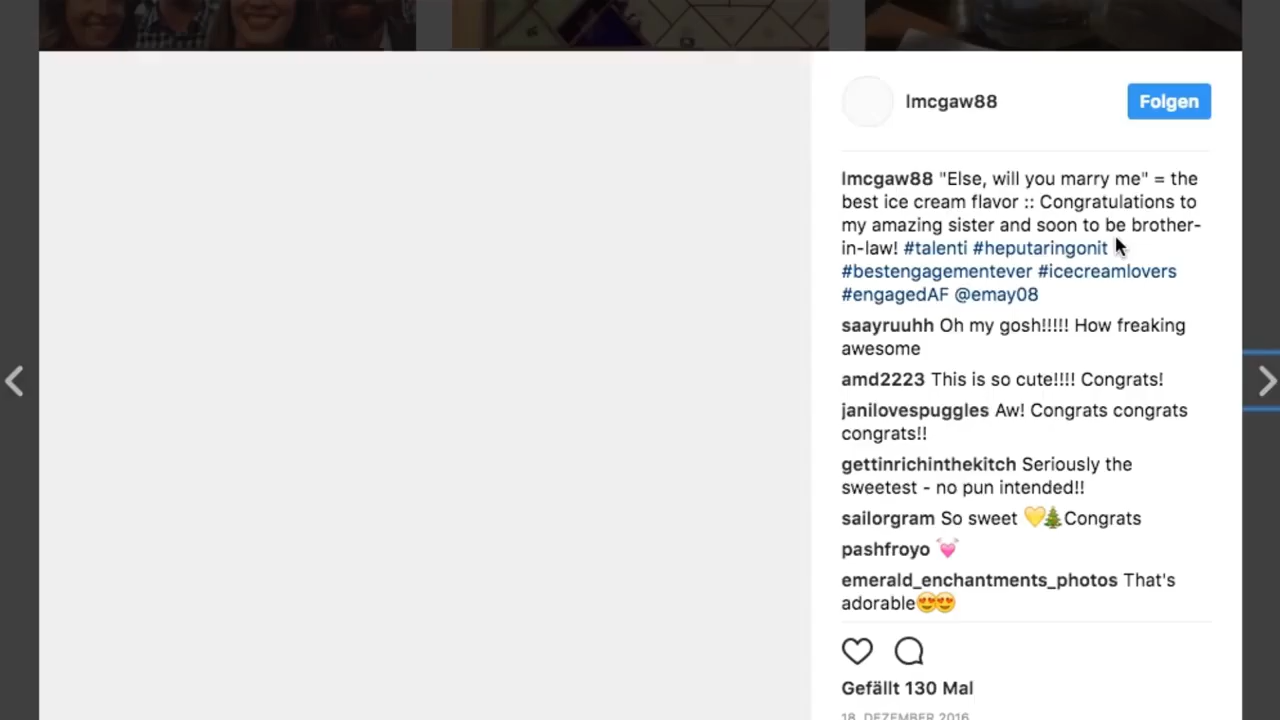 lmcgaw88
Folgen
lmcgaw88 "Else, will you marry me" = the
best ice cream flavor :: Congratulations to
my amazing sister and soon to be brother-
in-law! #talenti #heputaringonit
#bestengagementever #icecreamlovers
#engagedAF @emay08
saayruuhh Oh my gosh!!!!! How freaking
awesome
amd2223 This is so cute!!!! Congrats!
janilovespuggles Aw! Congrats congrats
congrats!!
gettinrichinthekitch Seriously the
sweetest - no pun intended!!
sailorgram So sweet 💛🎄Congrats
pashfroyo 💓
emerald_enchantments_photos That's
adorable😍😍
Gefällt 130 Mal
18. DEZEMBER 2016